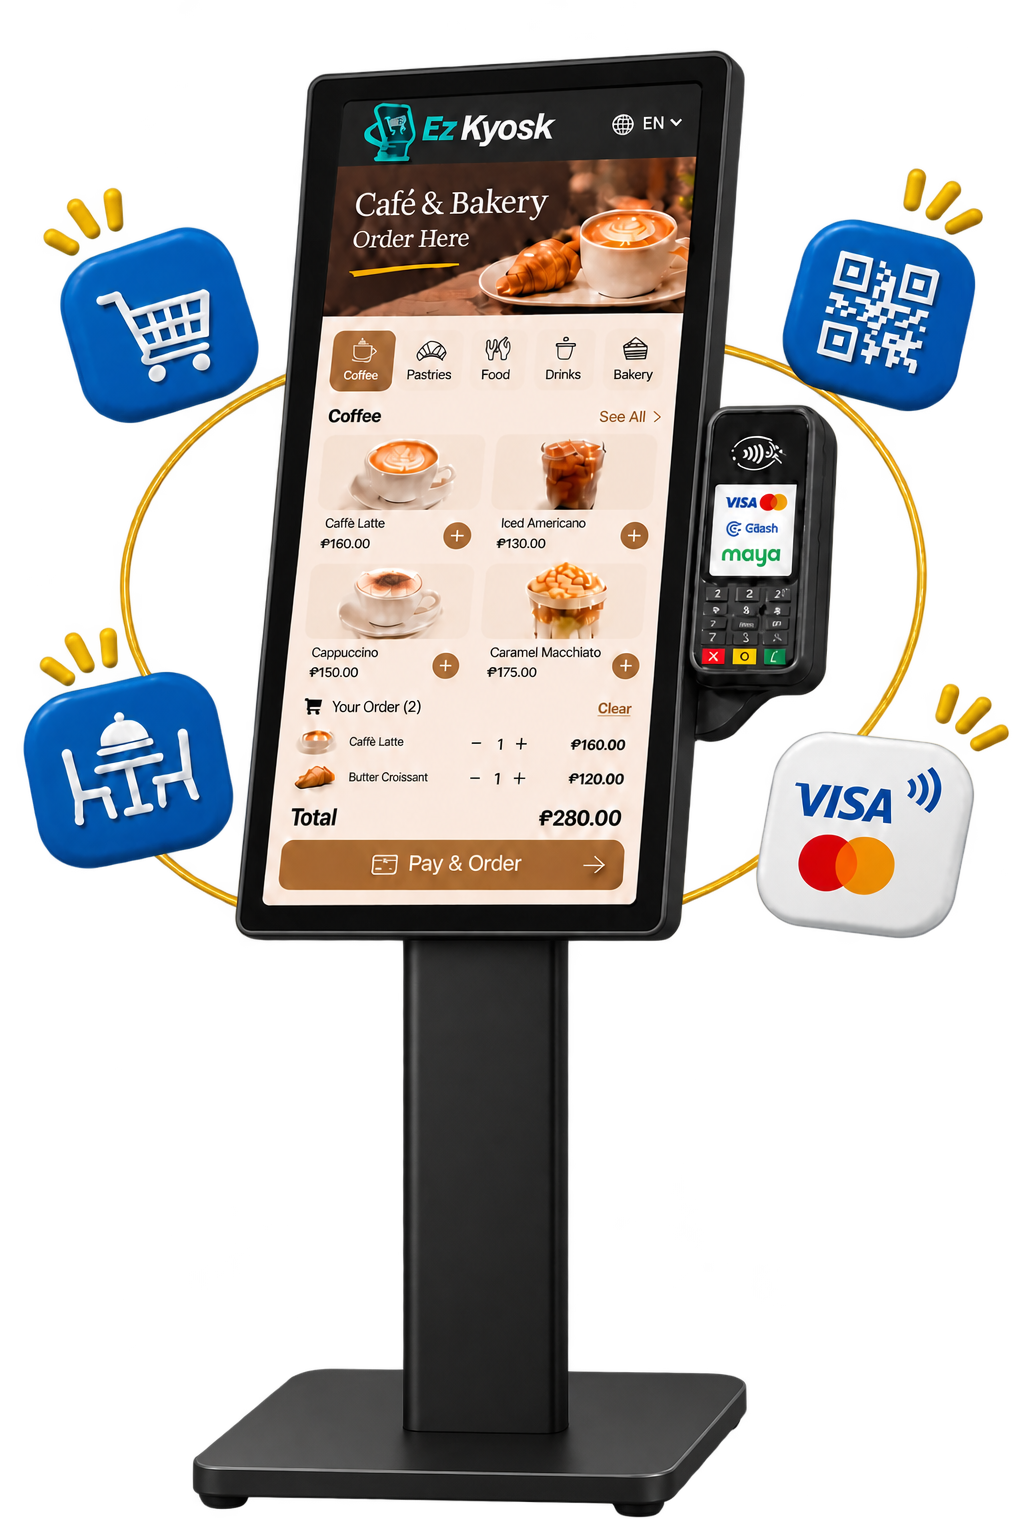 Ez Kyosk
EN
Café & Bakery
Order Here
Coffee
Pastries
Food
Drinks
Bakery
Coffee
See All
Caffè Latte
₱160.00
Iced Americano
₱130.00
Cappuccino
₱150.00
Caramel Macchiato
₱175.00
Your Order (2)
Clear
Caffè Latte
− 1 +
₱160.00
Butter Croissant
− 1 +
₱120.00
Total
₱280.00
Pay & Order
VISA
maya
VISA